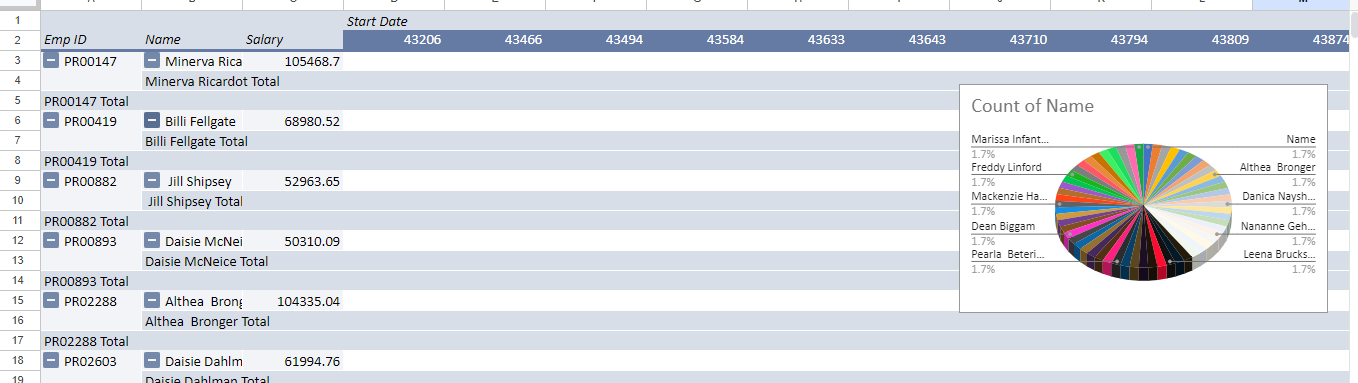 1 Start Date
2 Emp ID Name Salary 43206 43466 43494 43584 43633 43643 43710 43794 43809 43874
3 PR00147 Minerva Rica 105468.7
4 Minerva Ricardot Total
5 PR00147 Total
6 PR00419 Billi Fellgate 68980.52
7 Billi Fellgate Total
8 PR00419 Total
9 PR00882 Jill Shipsey 52963.65
10 Jill Shipsey Total
11 PR00882 Total
12 PR00893 Daisie McNei 50310.09
13 Daisie McNeice Total
14 PR00893 Total
15 PR02288 Althea Brong 104335.04
16 Althea Bronger Total
17 PR02288 Total
18 PR02603 Daisie Dahlm 61994.76
19 Daisie Dahlman Total
Count of Name
Marissa Infant... Name
1.7% 1.7%
Freddy Linford Althea Bronger
1.7% 1.7%
Mackenzie Ha... Danica Naysh...
1.7% 1.7%
Dean Biggam Nananne Geh...
1.7% 1.7%
Pearla Beteri... Leena Brucks...
1.7% 1.7%